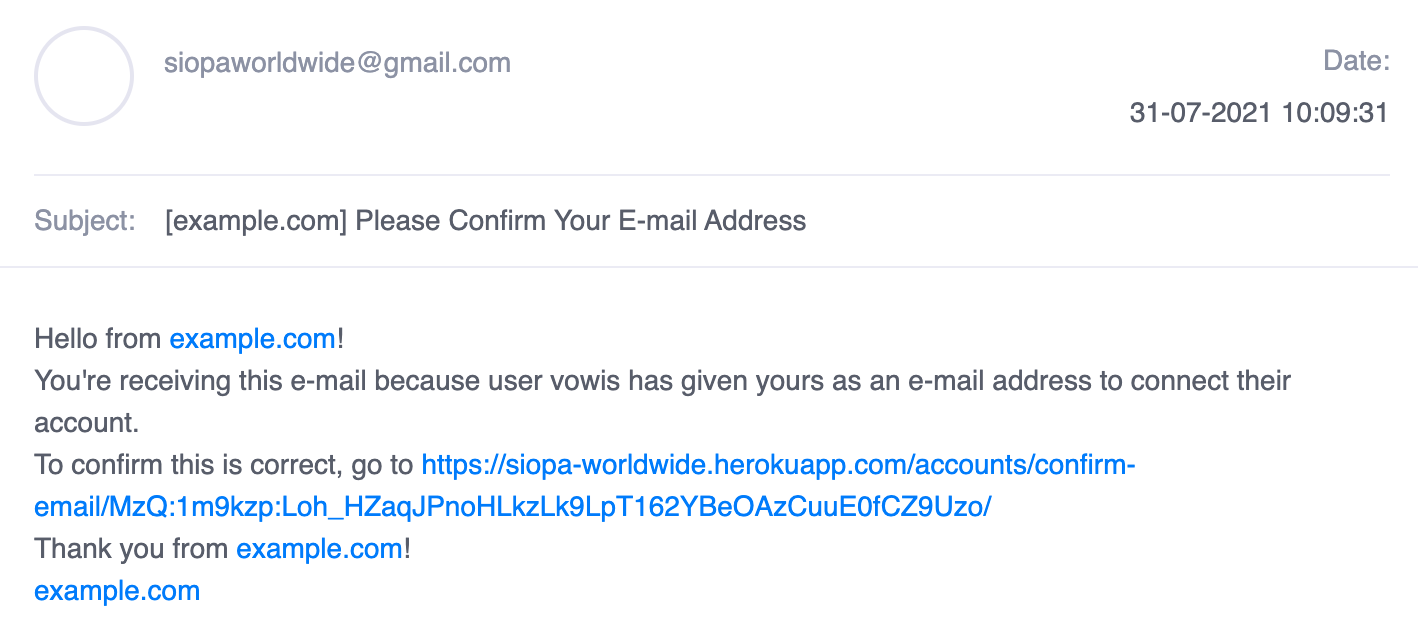 siopaworldwide@gmail.com
Date:
31-07-2021 10:09:31
Subject: [example.com] Please Confirm Your E-mail Address
Hello from example.com!
You're receiving this e-mail because user vowis has given yours as an e-mail address to connect their
account.
To confirm this is correct, go to https://siopa-worldwide.herokuapp.com/accounts/confirm-
email/MzQ:1m9kzp:Loh_HZaqJPnoHLkzLk9LpT162YBeOAzCuuE0fCZ9Uzo/
Thank you from example.com!
example.com